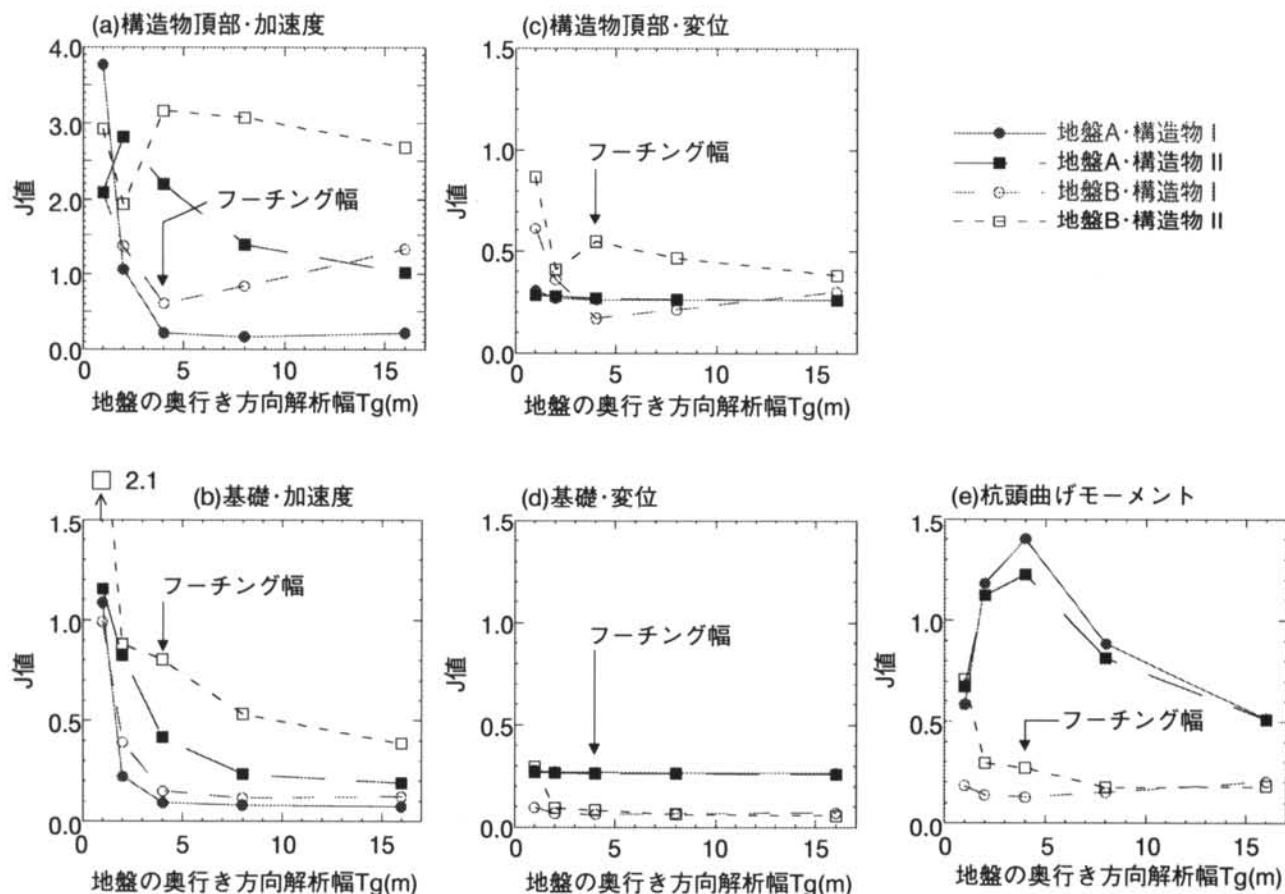 (a)構造物頂部・加速度
4.0
3.0
2.0
1.0
0.0
J値
フーチング幅
0 5 10 15
地盤の奥行き方向解析幅Tg(m)
(c)構造物頂部・変位
1.5
1.0
0.5
0.0
J値
フーチング幅
0 5 10 15
地盤の奥行き方向解析幅Tg(m)
地盤A・構造物 I
地盤A・構造物 II
地盤B・構造物 I
地盤B・構造物 II
2.1
(b)基礎・加速度
1.5
1.0
0.5
0.0
J値
フーチング幅
0 5 10 15
地盤の奥行き方向解析幅Tg(m)
(d)基礎・変位
1.5
1.0
0.5
0.0
J値
フーチング幅
0 5 10 15
地盤の奥行き方向解析幅Tg(m)
(e)杭頭曲げモーメント
1.5
1.0
0.5
0.0
J値
フーチング幅
0 5 10 15
地盤の奥行き方向解析幅Tg(m)